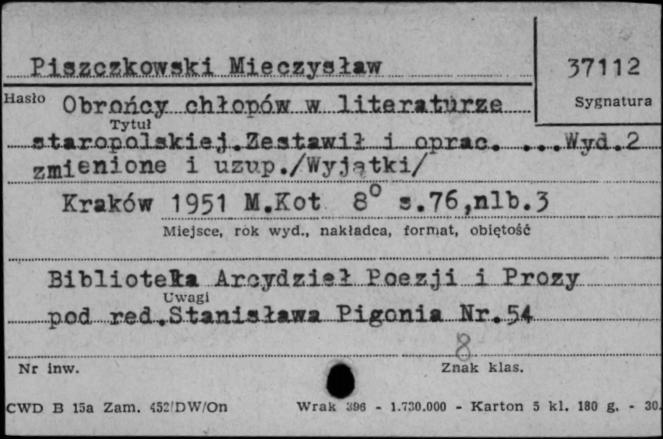 Piszczkowski Mieczysław
37112
Hasło Obrońcy chłopów w literaturze
Sygnatura
Tytuł
staropolskiej.Zestawił i oprac. ...Wyd.2
zmienione i uzup./Wyjątki/
Kraków 1951 M.Kot 8° s.76,nlb.3
Miejsce, rok wyd., nakładca, format, objętość
Biblioteka Arcydzieł Poezji i Prozy
Uwagi
pod red.Stanisława Pigonia Nr.54
8
Nr inw. Znak klas.
CWD B 15a Zam. 452/DW/On Wrak 396 - 1.730.000 - Karton 5 kl. 180 g. - 30.